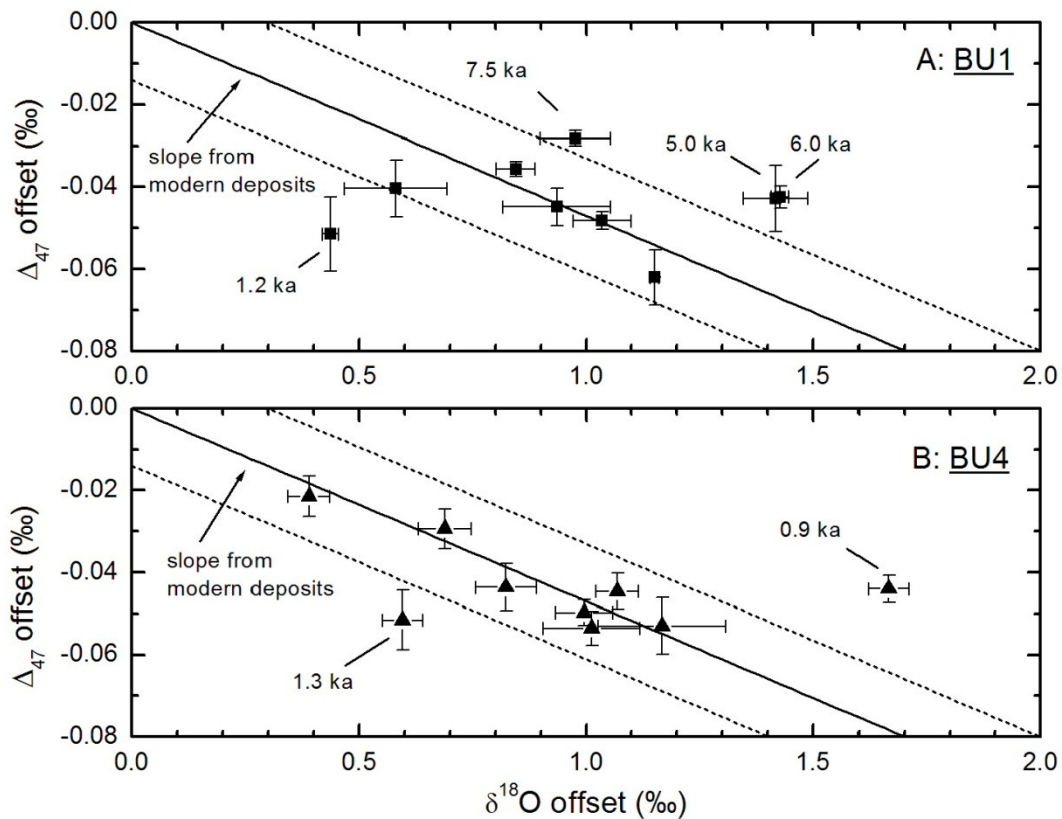 A: BU1
7.5 ka
5.0 ka
6.0 ka
slope from
modern deposits
1.2 ka
Δ47 offset (‰)
0.00
-0.02
-0.04
-0.06
-0.08
0.0 0.5 1.0 1.5 2.0
B: BU4
0.9 ka
slope from
modern deposits
1.3 ka
Δ47 offset (‰)
0.00
-0.02
-0.04
-0.06
-0.08
0.0 0.5 1.0 1.5 2.0
δ18O offset (‰)